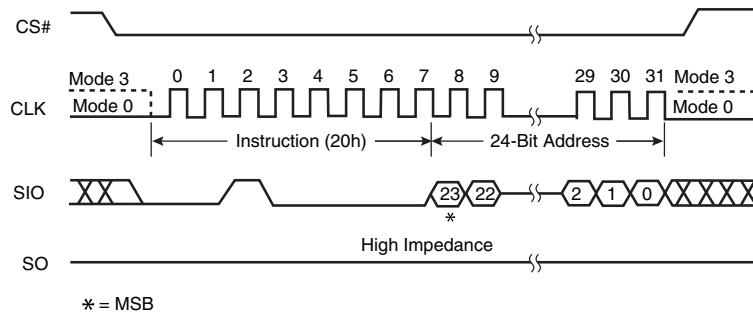 CS#
Mode 3 0 1 2 3 4 5 6 7 8 9 29 30 31 Mode 3
CLK Mode 0 Mode 0
Instruction (20h) 24-Bit Address
SIO 23 22 2 1 0
*
High Impedance
SO
* = MSB